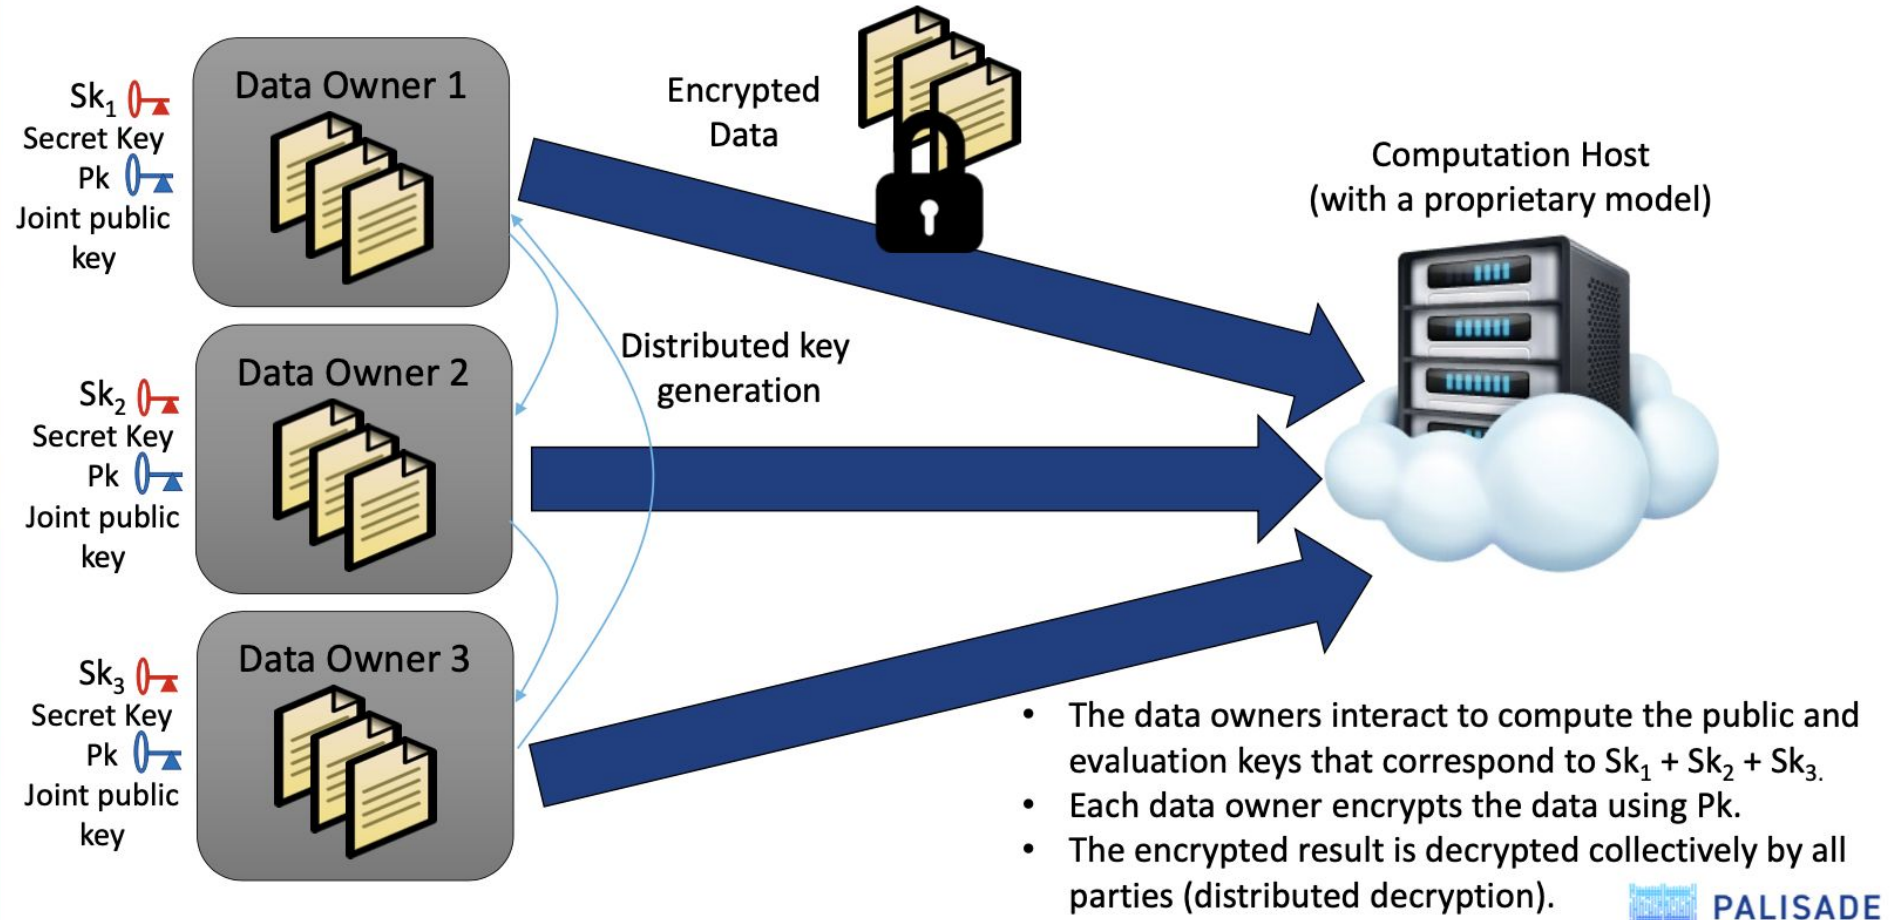 Data Owner 1
Sk1
Secret Key
Pk
Joint public
key
Encrypted
Data
Computation Host
(with a proprietary model)
Distributed key
generation
Data Owner 2
Sk2
Secret Key
Pk
Joint public
key
Data Owner 3
Sk3
Secret Key
Pk
Joint public
key
• The data owners interact to compute the public and
evaluation keys that correspond to Sk1 + Sk2 + Sk3.
• Each data owner encrypts the data using Pk.
• The encrypted result is decrypted collectively by all
parties (distributed decryption).
PALISADE